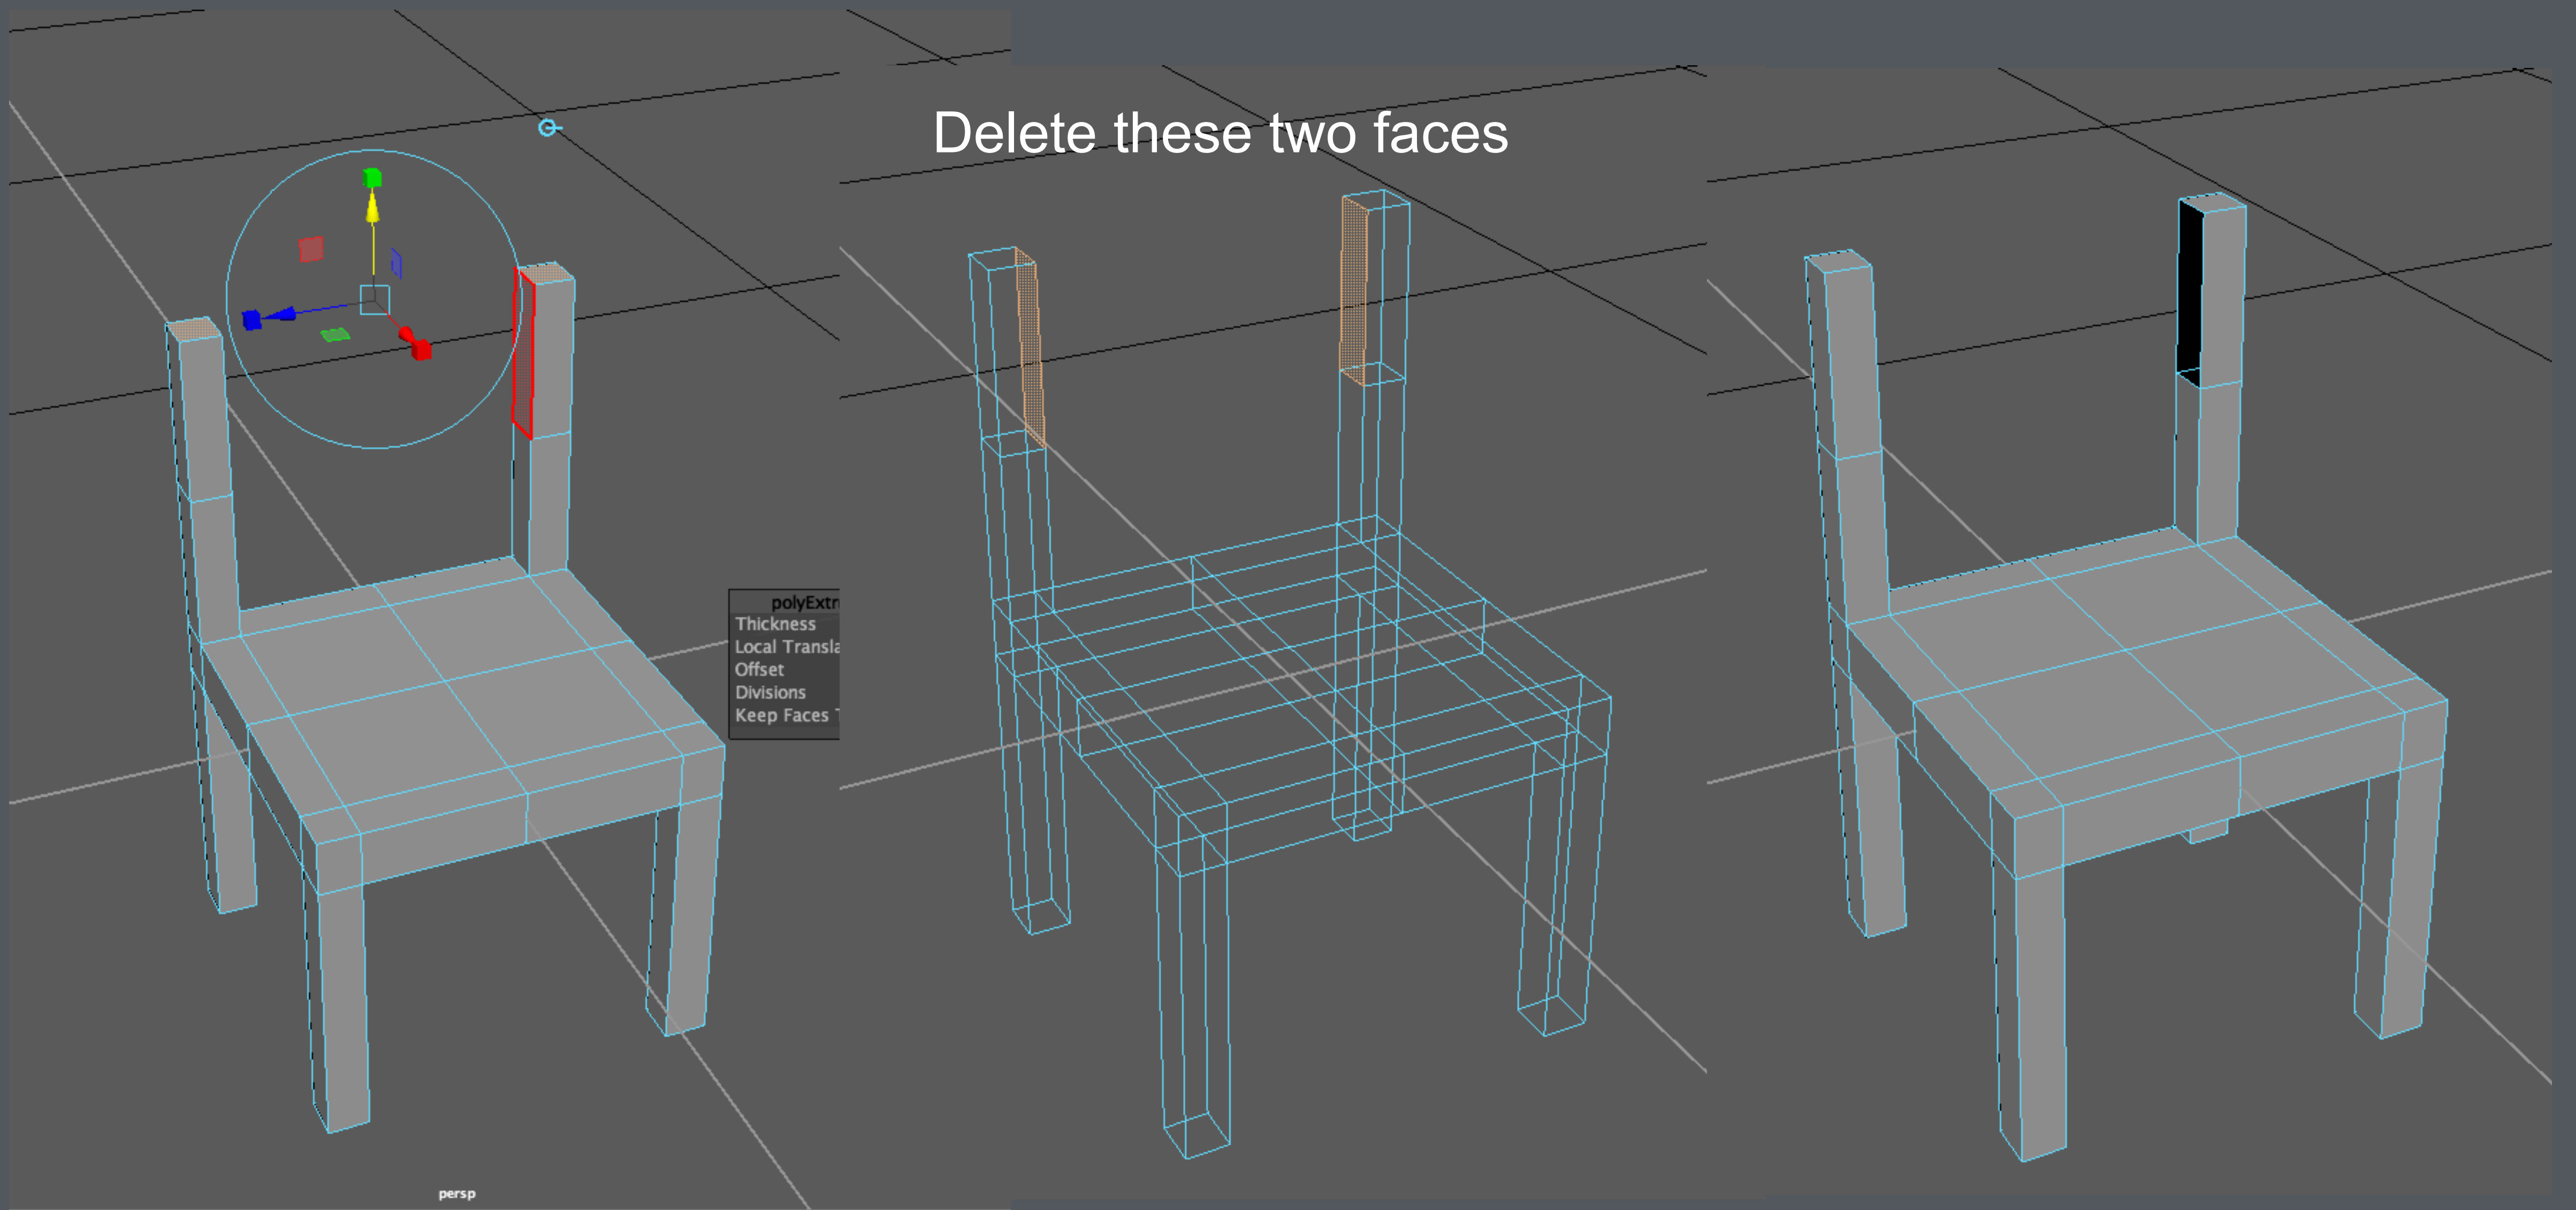 Delete these two faces
polyExtr
Thickness
Local Transla
Offset
Divisions
Keep Faces
persp